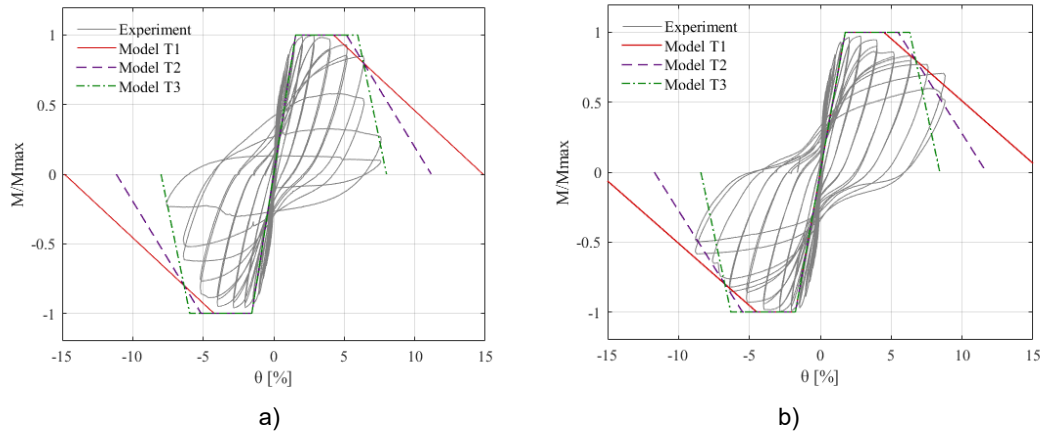 Experiment
Model T1
Model T2
Model T3
1
0.5
0
-0.5
-1
M/Mmax
-15 -10 -5 0 5 10 15
θ [%]
a)
Experiment
Model T1
Model T2
Model T3
1
0.5
0
-0.5
-1
M/Mmax
-15 -10 -5 0 5 10 15
θ [%]
b)